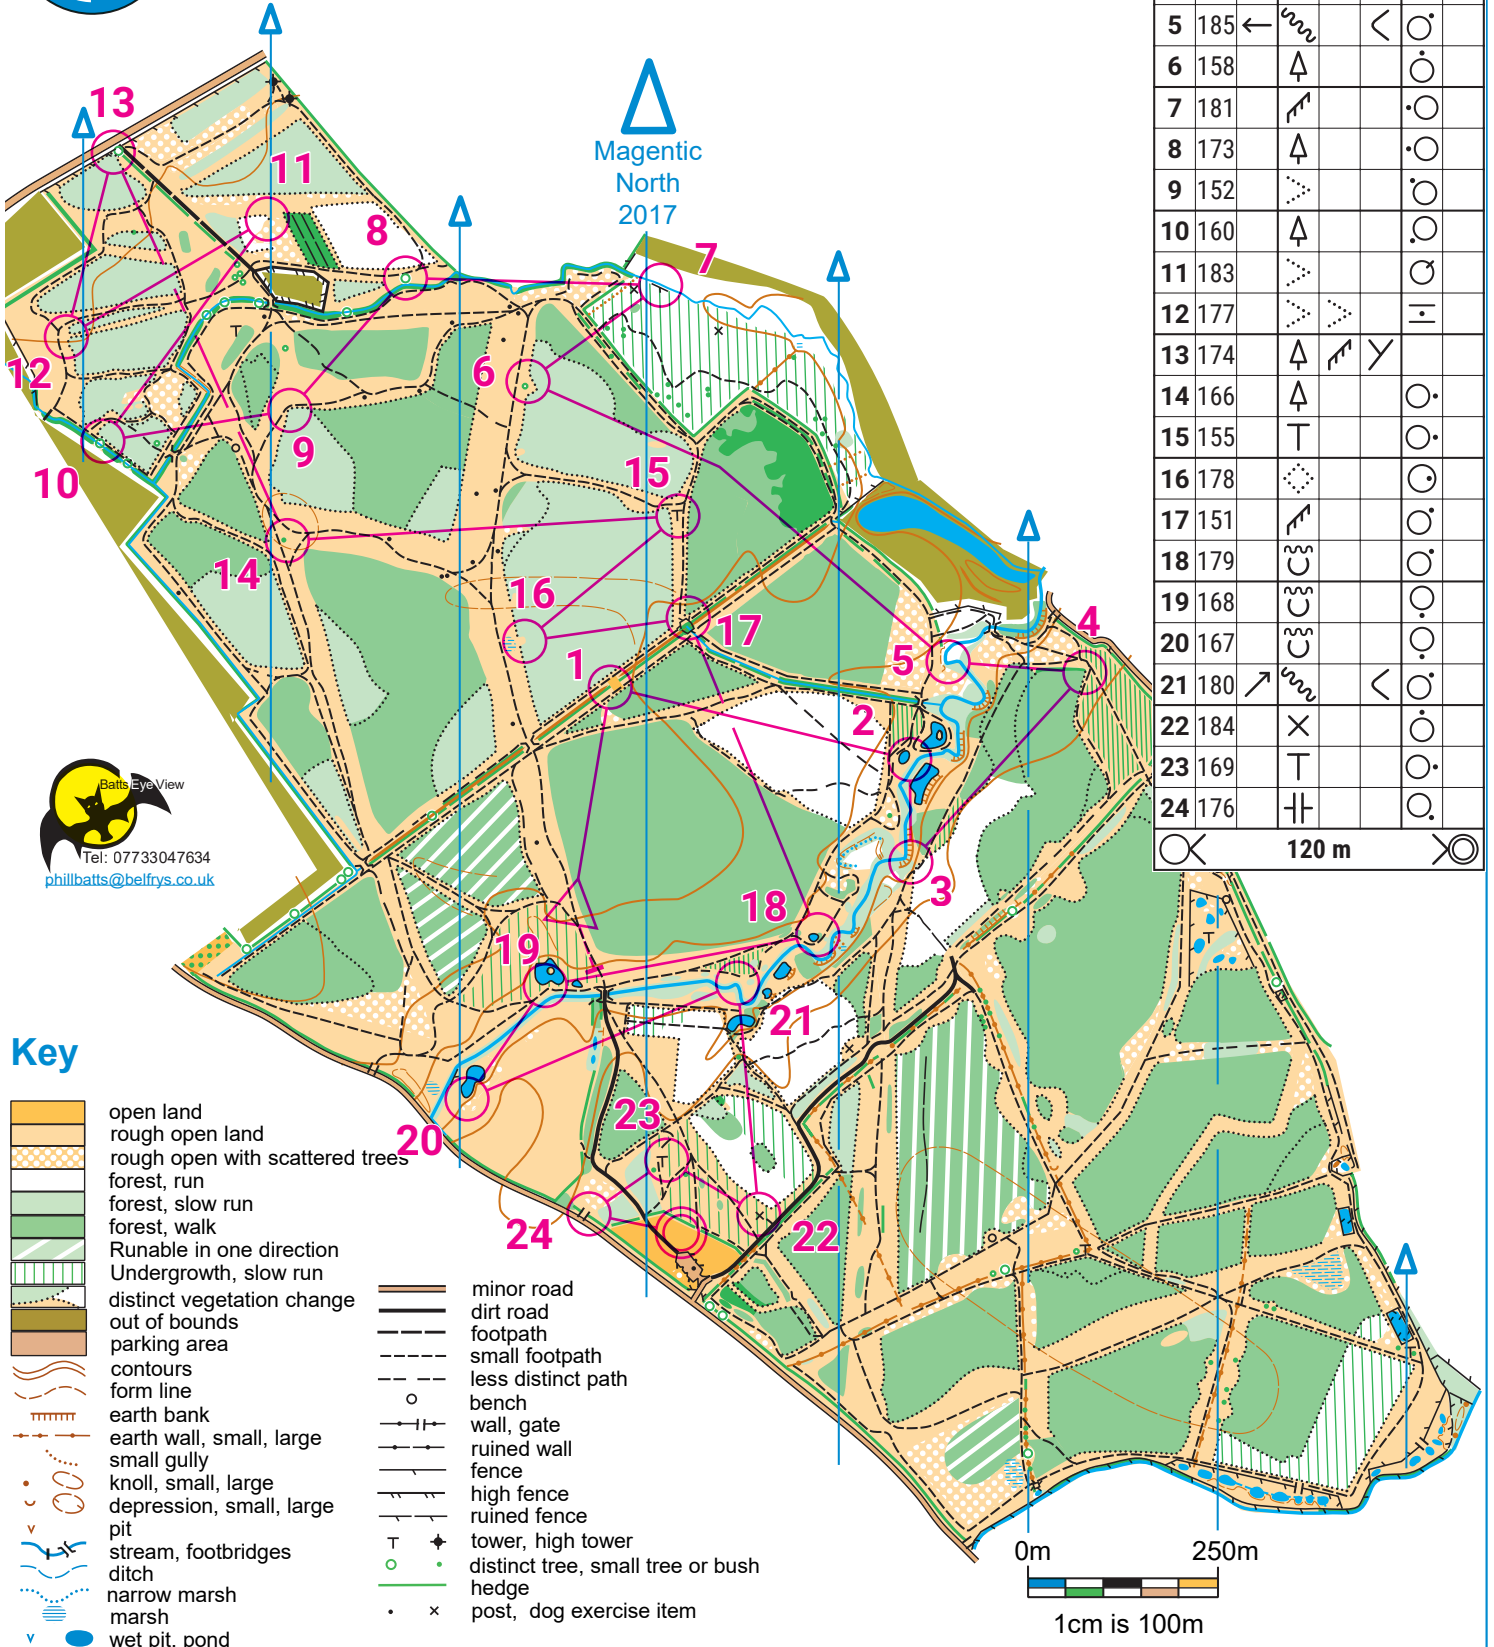 5 185
6 158
7 181
8 173
9 152
10 160
11 183
12 177
13 174
14 166
15 155
16 178
17 151
18 179
19 168
20 167
21 180
22 184
23 169
24 176
120 m
Magentic
North
2017
13
11
8
7
12
6
9
10
15
14
16
17
1
5
4
2
3
18
19
21
20
23
24
22
Batts Eye View
Tel: 07733047634
phillbatts@belfrys.co.uk
Key
open land
rough open land
rough open with scattered trees
forest, run
forest, slow run
forest, walk
Runable in one direction
Undergrowth, slow run
distinct vegetation change
out of bounds
parking area
contours
form line
earth bank
earth wall, small, large
small gully
knoll, small, large
depression, small, large
pit
stream, footbridges
ditch
narrow marsh
marsh
wet pit, pond
minor road
dirt road
footpath
small footpath
less distinct path
bench
wall, gate
ruined wall
fence
high fence
ruined fence
tower, high tower
distinct tree, small tree or bush
hedge
post, dog exercise item
0m 250m
1cm is 100m